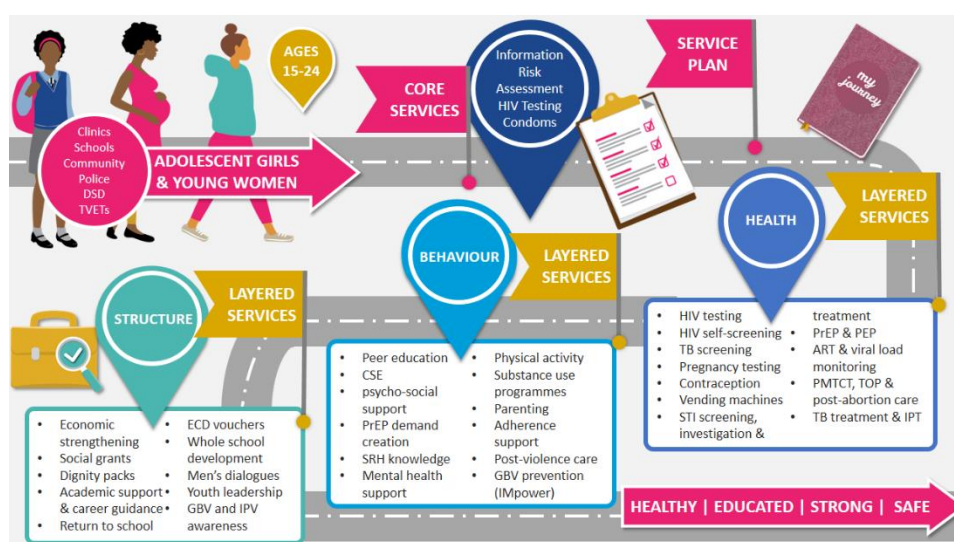 AGES
15-24
Clinics
Schools
Community
Police
DSD
TVETs
ADOLESCENT GIRLS
& YOUNG WOMEN
CORE
SERVICES
Information
Risk
Assessment
HIV Testing
Condoms
SERVICE
PLAN
my
journey
HEALTH
LAYERED
SERVICES
• HIV testing
• HIV self-screening
• TB screening
• Pregnancy testing
• Contraception
• Vending machines
• STI screening,
investigation &
treatment
• PrEP & PEP
• ART & viral load
monitoring
• PMTCT, TOP &
post-abortion care
• TB treatment & IPT
BEHAVIOUR
LAYERED
SERVICES
• Peer education
• CSE
• psycho-social
support
• PrEP demand
creation
• SRH knowledge
• Mental health
support
• Physical activity
• Substance use
programmes
• Parenting
• Adherence
support
• Post-violence care
• GBV prevention
(IMpower)
STRUCTURE
LAYERED
SERVICES
• Economic
strengthening
• Social grants
• Dignity packs
• Academic support
& career guidance
• Return to school
• ECD vouchers
• Whole school
development
• Men's dialogues
• Youth leadership
• GBV and IPV
awareness
HEALTHY | EDUCATED | STRONG | SAFE